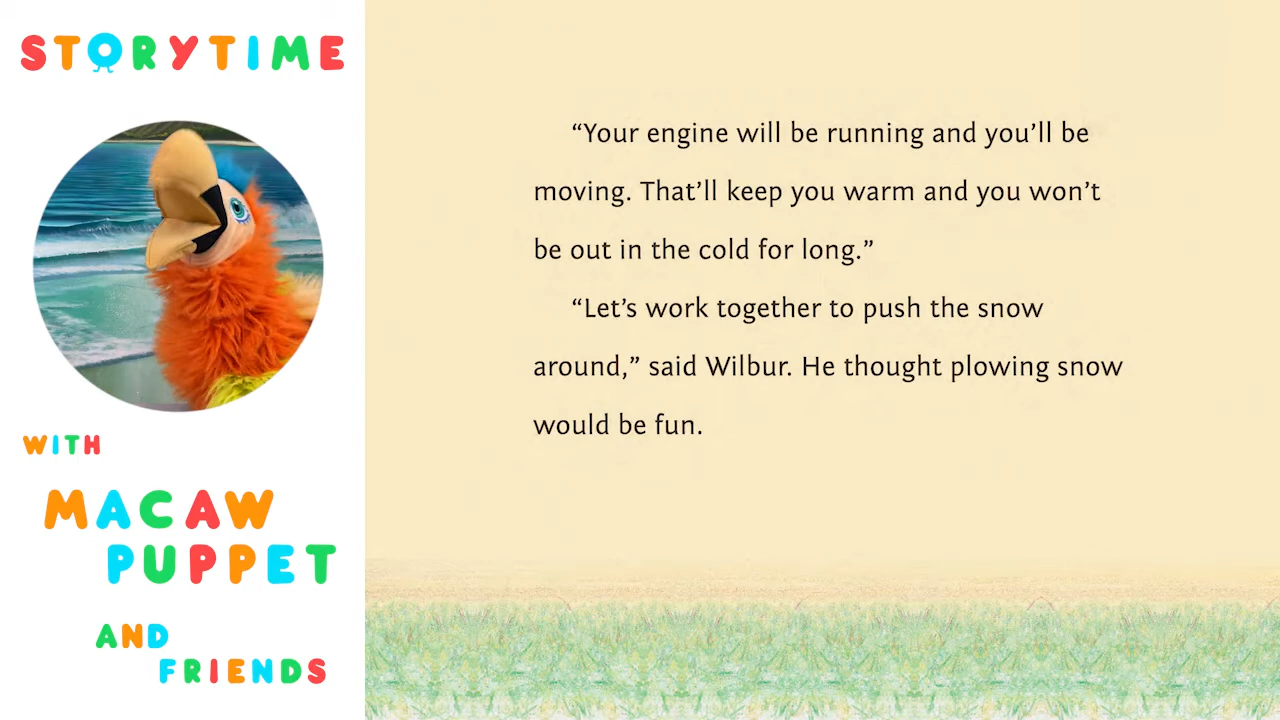 STORYTIME
WITH
MACAW
PUPPET
AND
FRIENDS
“Your engine will be running and you’ll be
moving. That’ll keep you warm and you won’t
be out in the cold for long.”
“Let’s work together to push the snow
around,” said Wilbur. He thought plowing snow
would be fun.